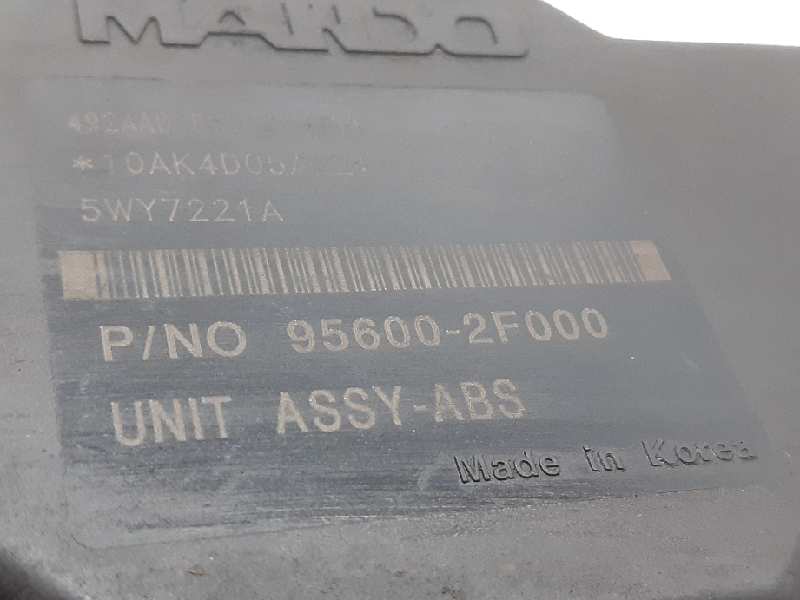 MANDO
5WY7221A
P/NO 95600-2F000
UNIT ASSY-ABS
Made in Korea